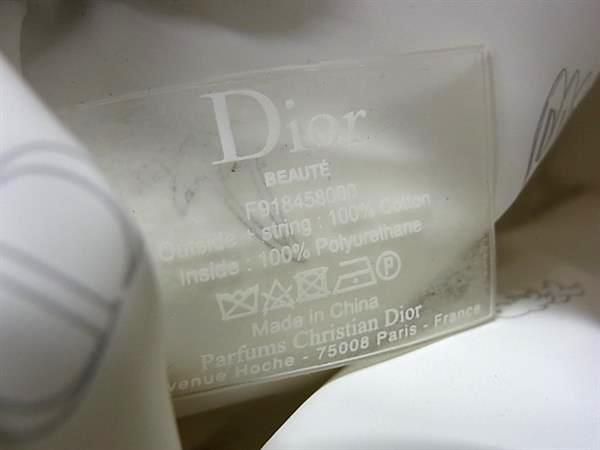 Dior
BEAUTÉ
F918458000
Outside + string : 100% Cotton
Inside : 100% Polyurethane
Made in China
Parfums Christian Dior
venue Hoche - 75008 Paris - France